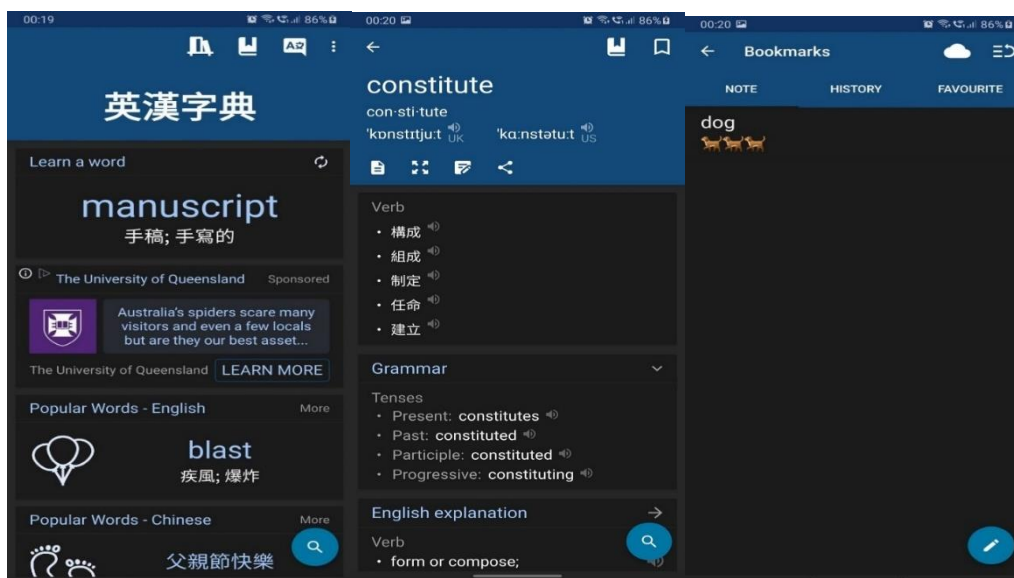 00:19
86%
英漢字典
Learn a word
manuscript
手稿; 手寫的
The University of Queensland Sponsored
Australia's spiders scare many
visitors and even a few locals
but are they our best asset...
The University of Queensland LEARN MORE
Popular Words - English More
blast
疾風; 爆炸
Popular Words - Chinese More
父親節快樂
00:20
86%
constitute
con·sti·tute
'kɒnstɪtjuːt UK 'kɑːnstətuːt US
Verb
• 構成
• 組成
• 制定
• 任命
• 建立
Grammar
Tenses
• Present: constitutes
• Past: constituted
• Participle: constituted
• Progressive: constituting
English explanation
Verb
• form or compose;
00:20
86%
Bookmarks
NOTE HISTORY FAVOURITE
dog
🐕🐕🐕